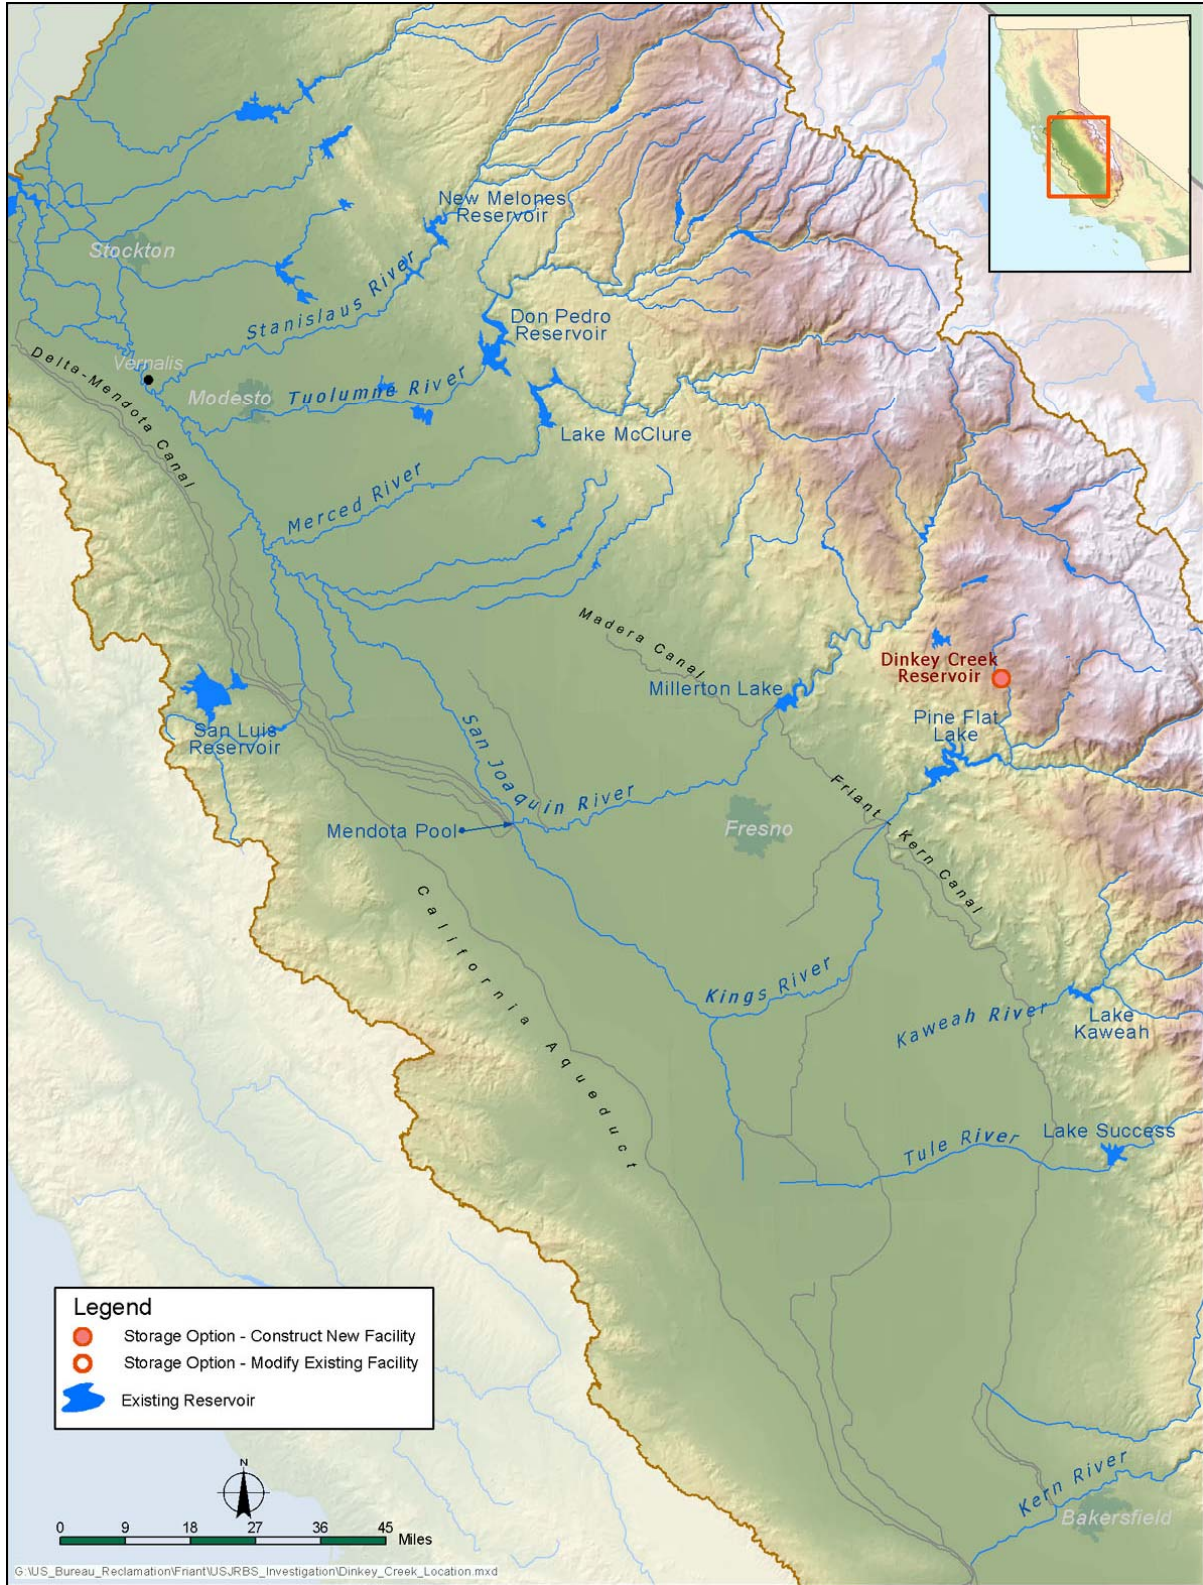 New Melones
Reservoir
Stockton
Stanislaus River
Don Pedro
Reservoir
Delta-Mendota Canal
Vernalis
Modesto
Tuolumne River
Lake McClure
Merced River
Madera Canal
Dinkey Creek
Reservoir
Millerton Lake
Pine Flat
Lake
San Luis
Reservoir
San Joaquin River
Friant - Kern Canal
Mendota Pool
Fresno
California Aqueduct
Kings River
Kaweah River
Lake
Kaweah
Tule River
Lake Success
Legend
Storage Option - Construct New Facility
Storage Option - Modify Existing Facility
Existing Reservoir
N
0 9 18 27 36 45 Miles
Kern River
Bakersfield
G:\US_Bureau_Reclamation\Friant\USJRBS_Investigation\Dinkey_Creek_Location.mxd